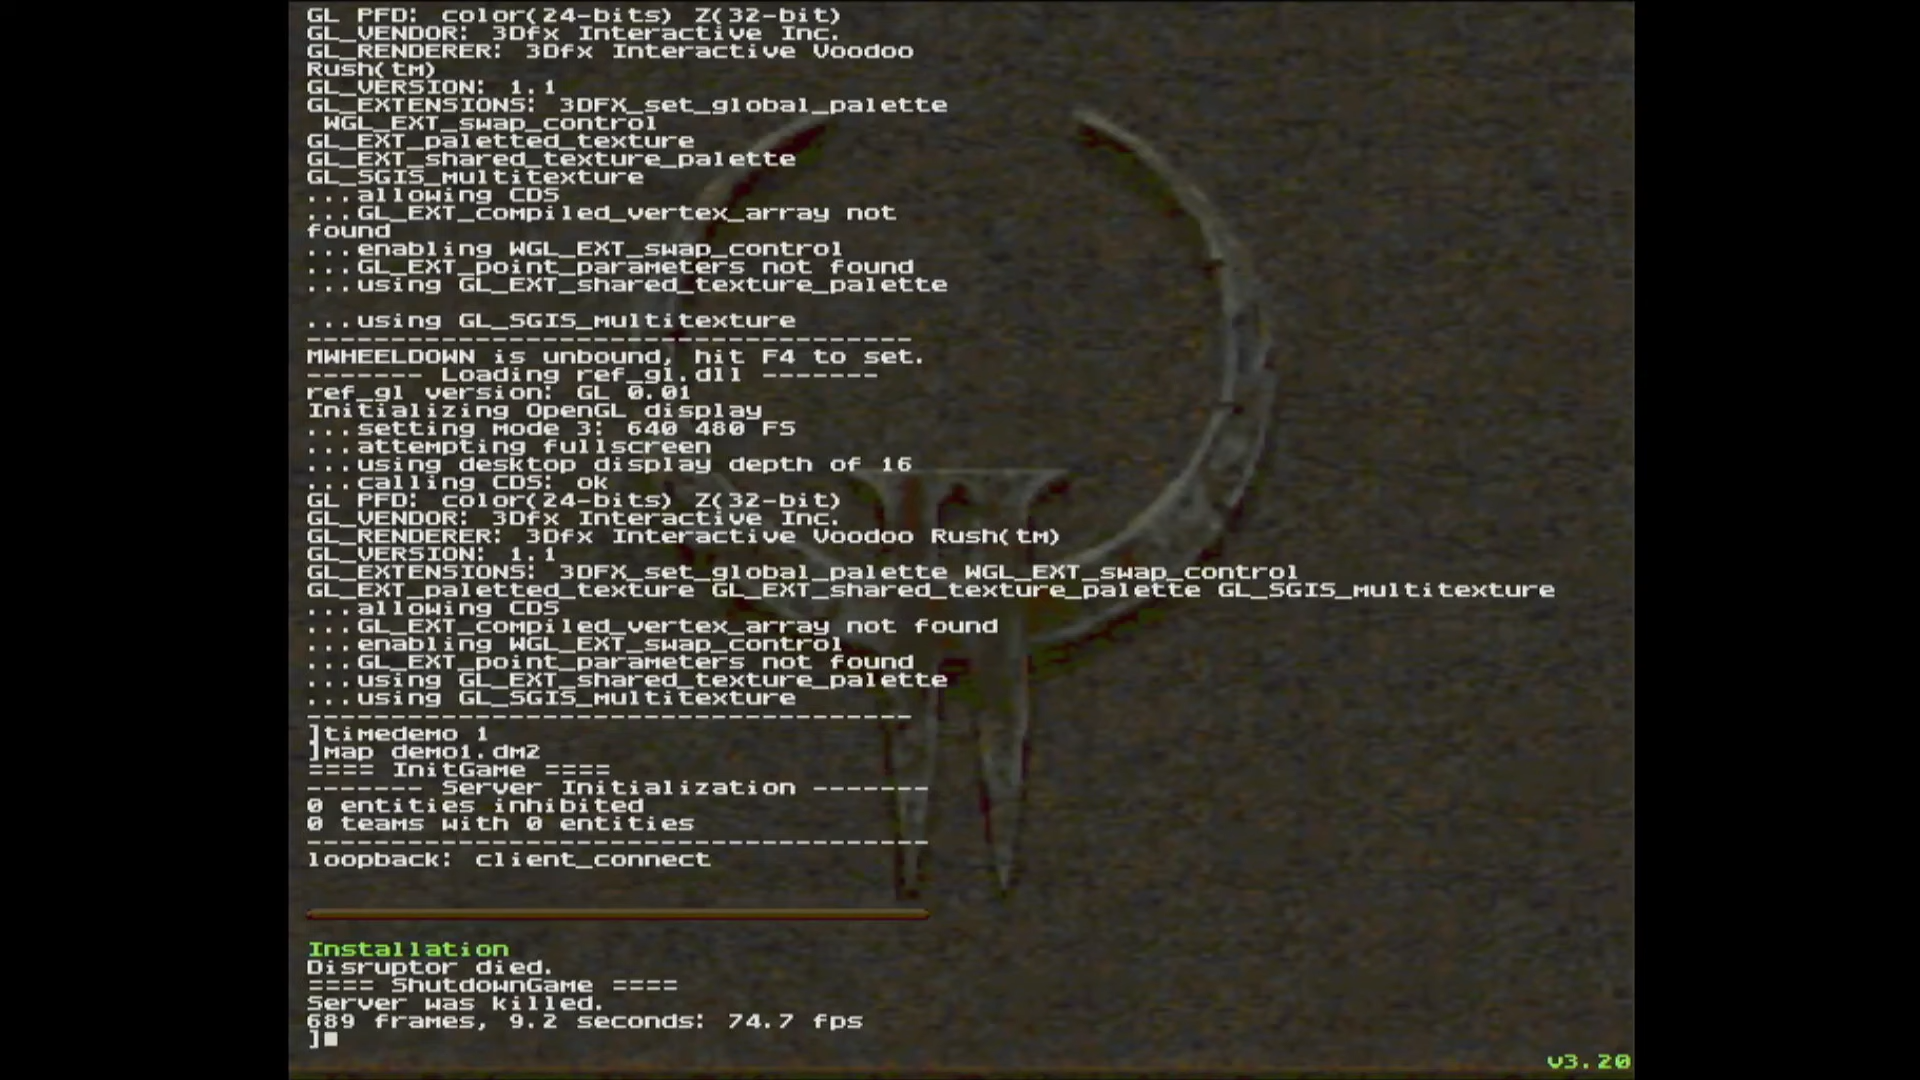 GL PFD: color(24-bits) Z(32-bit)
GL_VENDOR: 3Dfx Interactive Inc.
GL_RENDERER: 3Dfx Interactive Voodoo
Rush(tm)
GL_VERSION: 1.1
GL_EXTENSIONS: 3DFX_set_global_palette
WGL_EXT_swap_control
GL_EXT_paletted_texture
GL_EXT_shared_texture_palette
GL_SGIS_multitexture
...allowing CDS
...GL_EXT_compiled_vertex_array not
found
...enabling WGL_EXT_swap_control
...GL_EXT_point_parameters not found
...using GL_EXT_shared_texture_palette
...using GL_SGIS_multitexture
------------------------------------
MWHEELDOWN is unbound, hit F4 to set.
------- Loading ref_gl.dll -------
ref_gl version: GL 0.01
Initializing OpenGL display
...setting mode 3: 640 480 FS
...attempting fullscreen
...using desktop display depth of 16
...calling CDS: ok
GL PFD: color(24-bits) Z(32-bit)
GL_VENDOR: 3Dfx Interactive Inc.
GL_RENDERER: 3Dfx Interactive Voodoo Rush(tm)
GL_VERSION: 1.1
GL_EXTENSIONS: 3DFX_set_global_palette WGL_EXT_swap_control
GL_EXT_paletted_texture GL_EXT_shared_texture_palette GL_SGIS_multitexture
...allowing CDS
...GL_EXT_compiled_vertex_array not found
...enabling WGL_EXT_swap_control
...GL_EXT_point_parameters not found
...using GL_EXT_shared_texture_palette
...using GL_SGIS_multitexture
------------------------------------
]timedemo 1
]map demo1.dm2
==== InitGame ====
------- Server Initialization -------
0 entities inhibited
0 teams with 0 entities
-------------------------------------
loopback: client_connect
Installation
Disruptor died.
==== ShutdownGame ====
Server was killed.
689 frames, 9.2 seconds: 74.7 fps
]
v3.20